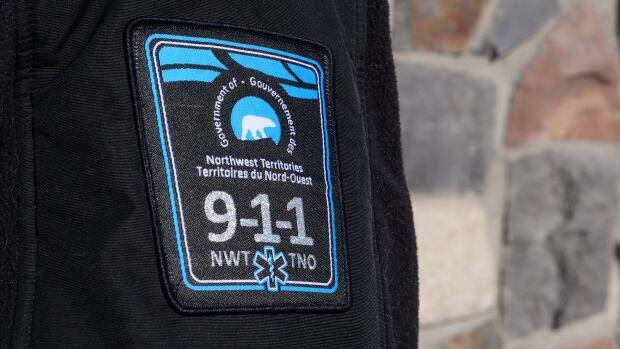 Government of · Gouvernement des
Northwest Territories
Territoires du Nord-Ouest
9-1-1
NWT TNO